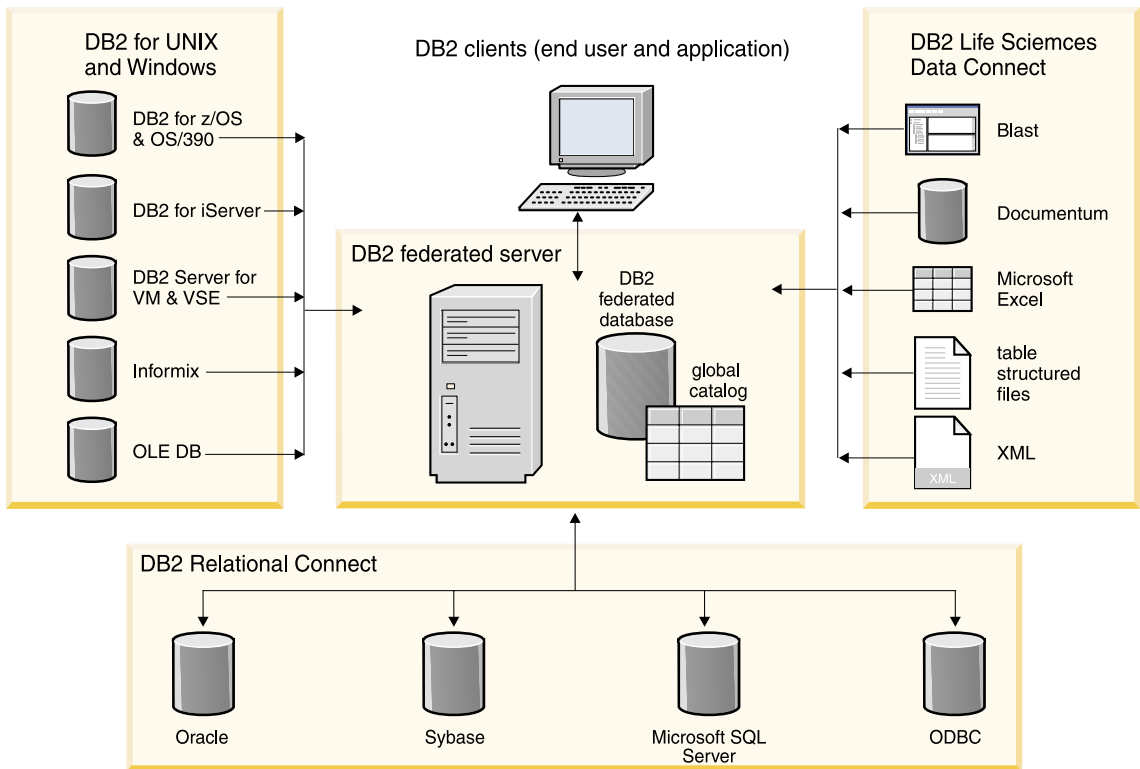 DB2 for UNIX
and Windows
DB2 for z/OS
& OS/390
DB2 for iServer
DB2 Server for
VM & VSE
Informix
OLE DB
DB2 clients (end user and application)
DB2 federated server
DB2
federated
database
global
catalog
DB2 Life Sciemces
Data Connect
Blast
Documentum
Microsoft
Excel
table
structured
files
XML
XML
DB2 Relational Connect
Oracle
Sybase
Microsoft SQL
Server
ODBC